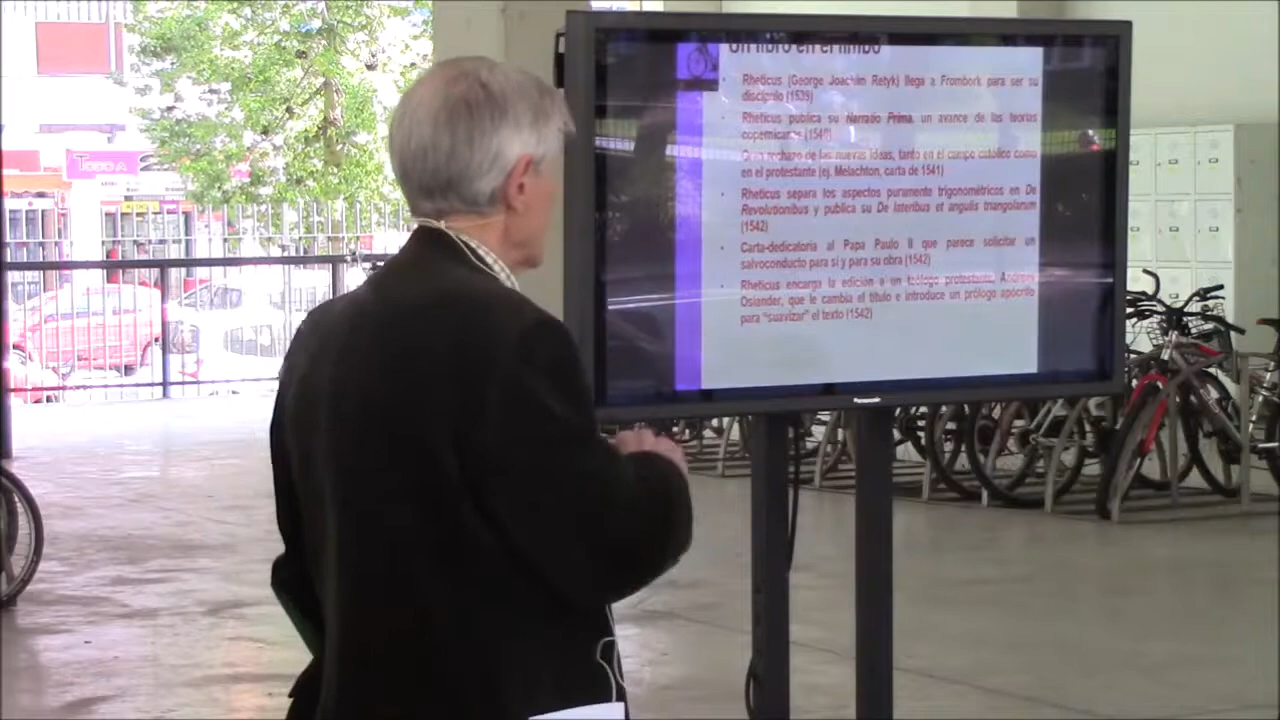 Un libro en el limbo
Rheticus (George Joachim Retyk) llega a Frombork para ser su
discípulo (1539)
Rheticus publica su Narratio Prima, un avance de las teorías
copernicanas (1540)
Gran rechazo de las nuevas ideas, tanto en el campo católico como
en el protestante (ej. Melachton, carta de 1541)
Rheticus separa los aspectos puramente trigonométricos en De
Revolutionibus y publica su De lateribus et angulis triangolarum
(1542)
Carta-dedicatoria al Papa Paulo II que parece solicitar un
salvoconducto para sí y para su obra (1542)
Rheticus encarga la edición a un teólogo protestante, Andreas
Osiander, que le cambia el título e introduce un prólogo apócrifo
para "suavizar" el texto (1542)
Panasonic
TODO A